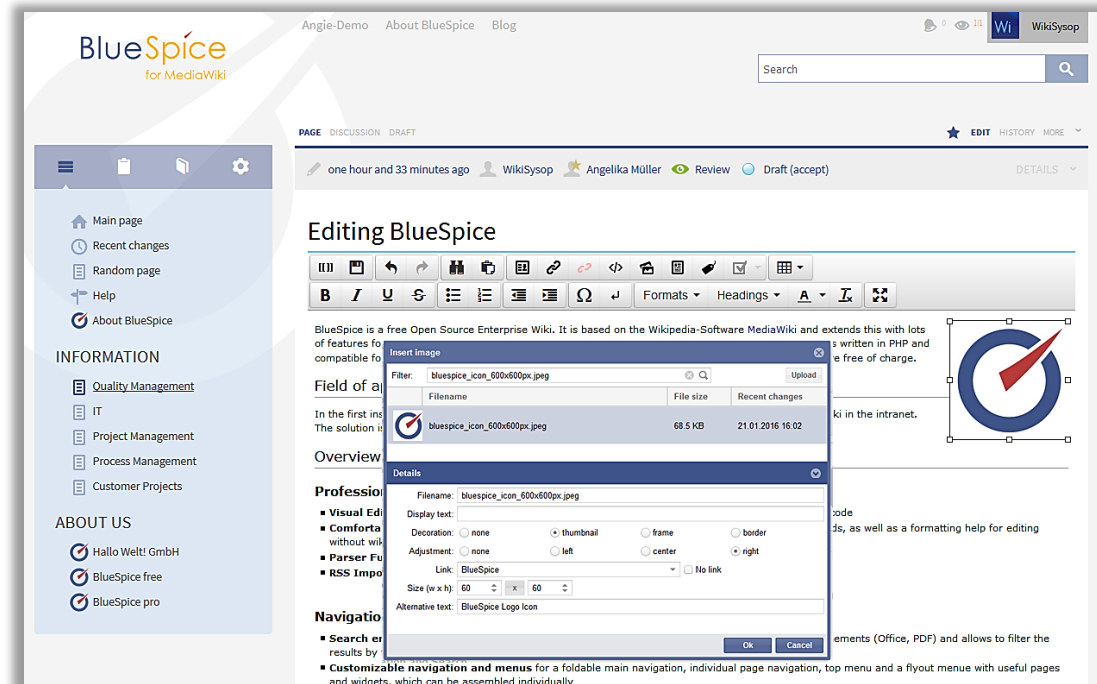 Angie-Demo About BlueSpice Blog
Wi WikiSysop
BlueSpice
for MediaWiki
Search
PAGE DISCUSSION DRAFT
EDIT HISTORY MORE
one hour and 33 minutes ago WikiSysop Angelika Müller Review Draft (accept)
DETAILS
Main page
Recent changes
Random page
Help
About BlueSpice
INFORMATION
Quality Management
IT
Project Management
Process Management
Customer Projects
ABOUT US
Hallo Welt! GmbH
BlueSpice free
BlueSpice pro
Editing BlueSpice
B I U S Ω Formats Headings A Ix
BlueSpice is a free Open Source Enterprise Wiki. It is based on the Wikipedia-Software MediaWiki and extends this with lots
of features fo s written in PHP and
compatible fo re free of charge.
Field of a
In the first ins ki in the intranet.
The solution is
Overview
Professio
Visual Edi ode
Comforta ds, as well as a formatting help for editing
without wik
Parser Fu
RSS Impo
Navigatio
Search en ements (Office, PDF) and allows to filter the
results by
Customizable navigation and menus for a foldable main navigation, individual page navigation, top menu and a flyout menue with useful pages
and widgets, which can be assembled individually
Insert image
Filter: bluespice_icon_600x600px.jpeg Upload
Filename File size Recent changes
bluespice_icon_600x600px.jpeg 68.5 KB 21.01.2016 16:02
Details
Filename: bluespice_icon_600x600px.jpeg
Display text:
Decoration: none thumbnail frame border
Adjustment: none left center right
Link: BlueSpice No link
Size (w x h): 60 x 60
Alternative text: BlueSpice Logo Icon
Ok Cancel